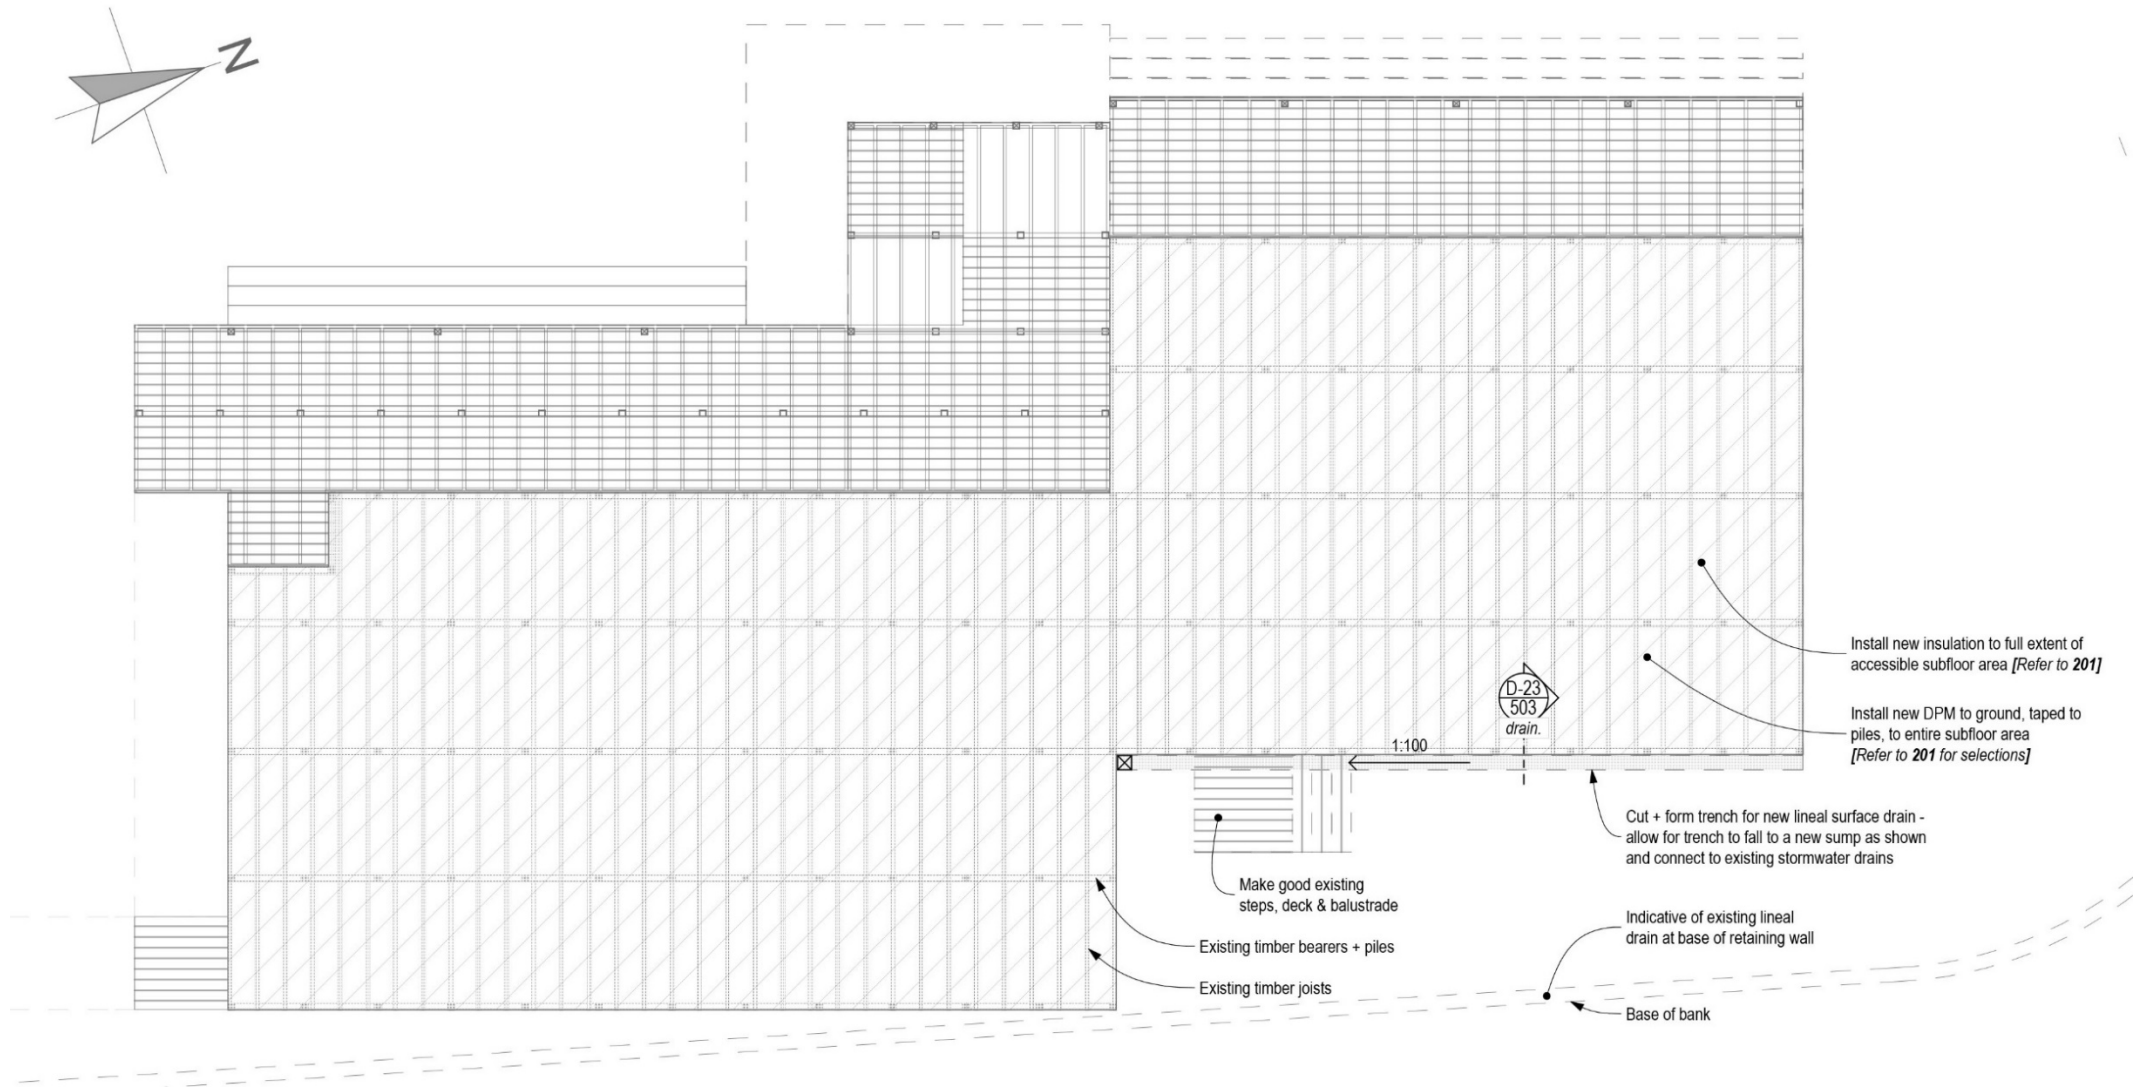 N
Install new insulation to full extent of
accessible subfloor area [Refer to 201]
D-23
503
drain.
Install new DPM to ground, taped to
piles, to entire subfloor area
[Refer to 201 for selections]
1:100
Cut + form trench for new lineal surface drain -
allow for trench to fall to a new sump as shown
and connect to existing stormwater drains
Make good existing
steps, deck & balustrade
Indicative of existing lineal
drain at base of retaining wall
Existing timber bearers + piles
Existing timber joists
Base of bank